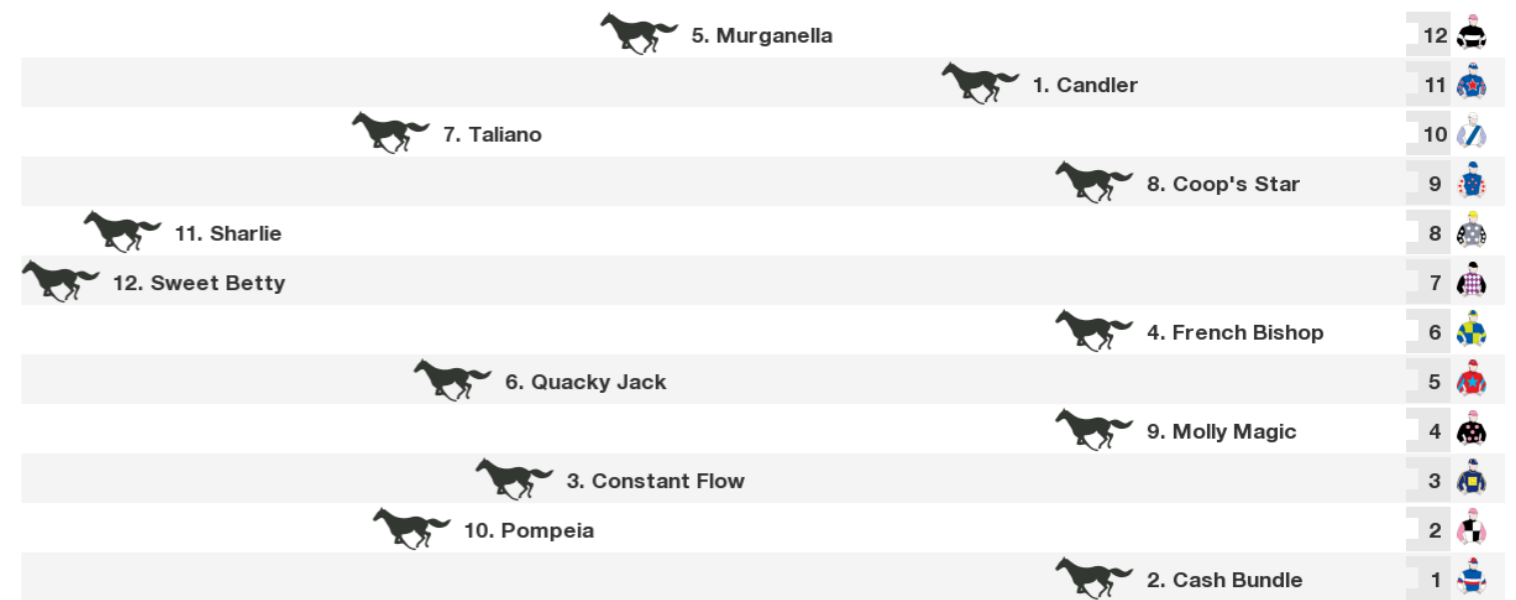 5. Murganella 12
1. Candler 11
7. Taliano 10
8. Coop's Star 9
11. Sharlie 8
12. Sweet Betty 7
4. French Bishop 6
6. Quacky Jack 5
9. Molly Magic 4
3. Constant Flow 3
10. Pompeia 2
2. Cash Bundle 1